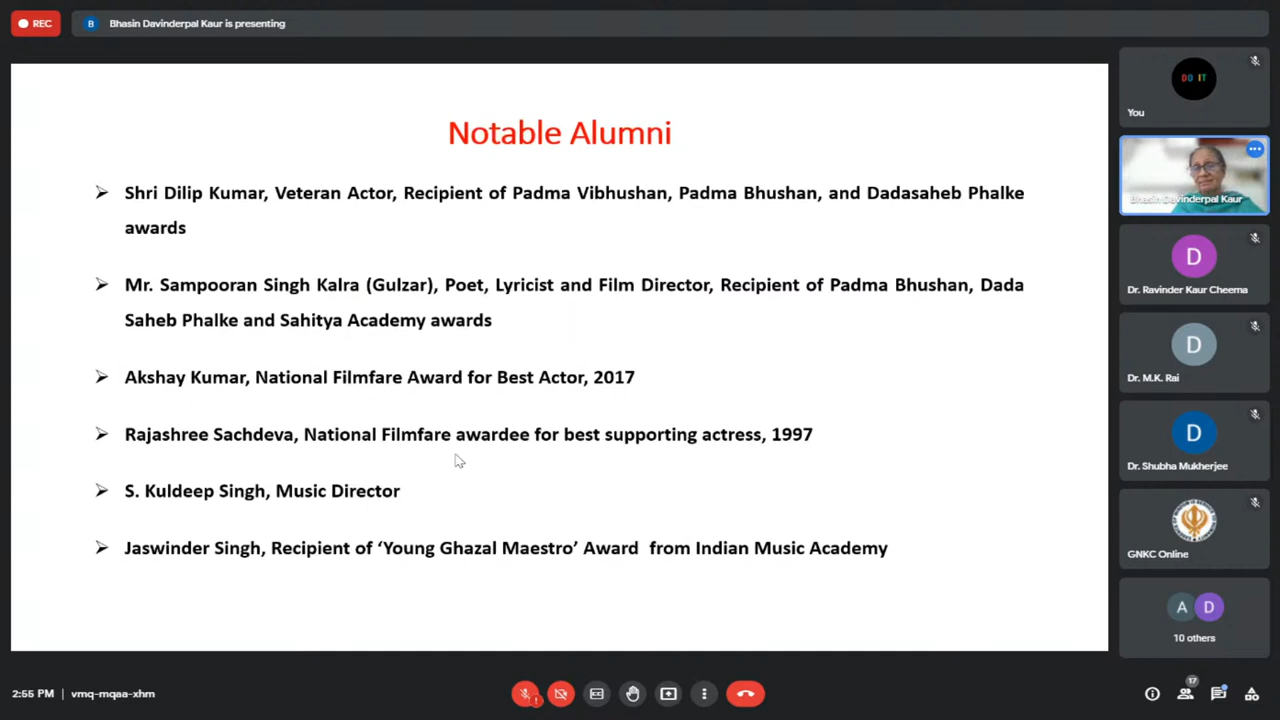 REC
B
Bhasin Davinderpal Kaur is presenting
Notable Alumni
Shri Dilip Kumar, Veteran Actor, Recipient of Padma Vibhushan, Padma Bhushan, and Dadasaheb Phalke
awards
Mr. Sampooran Singh Kalra (Gulzar), Poet, Lyricist and Film Director, Recipient of Padma Bhushan, Dada
Saheb Phalke and Sahitya Academy awards
Akshay Kumar, National Filmfare Award for Best Actor, 2017
Rajashree Sachdeva, National Filmfare awardee for best supporting actress, 1997
S. Kuldeep Singh, Music Director
Jaswinder Singh, Recipient of ‘Young Ghazal Maestro’ Award from Indian Music Academy
DO IT
You
Bhasin Davinderpal Kaur
D
Dr. Ravinder Kaur Cheema
D
Dr. M.K. Rai
D
Dr. Shubha Mukherjee
GNKC Online
A D
10 others
2:55 PM | vmq-mqaa-xhm
17